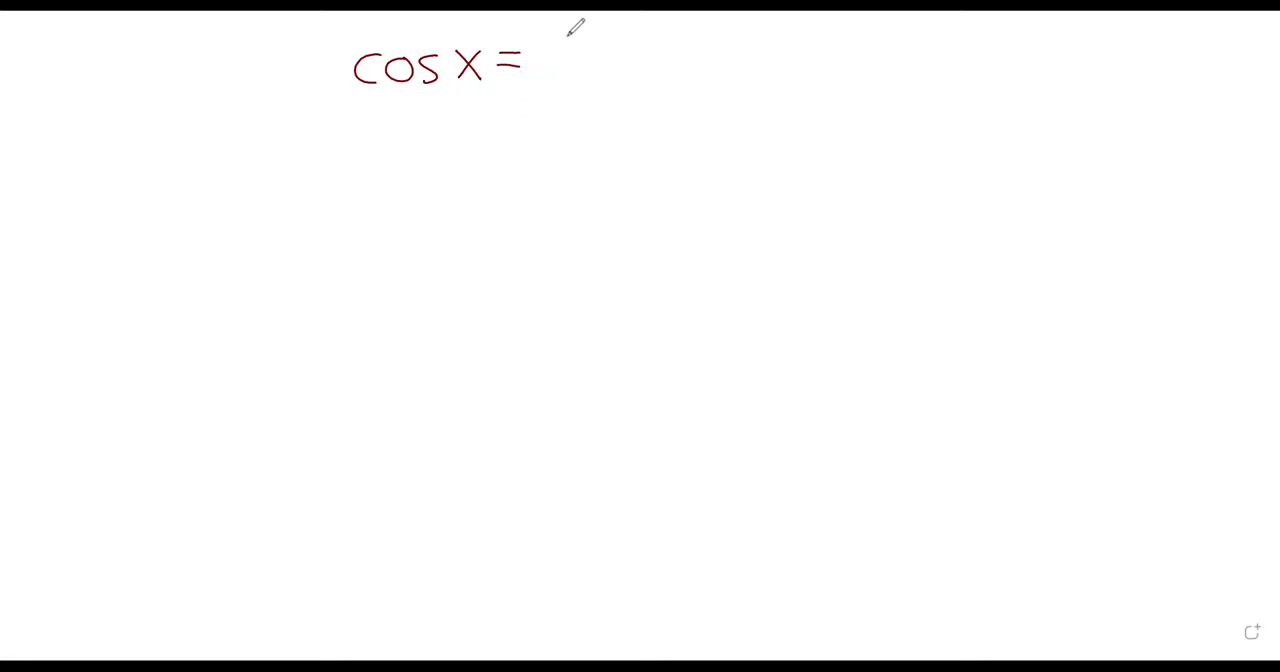 cos x =